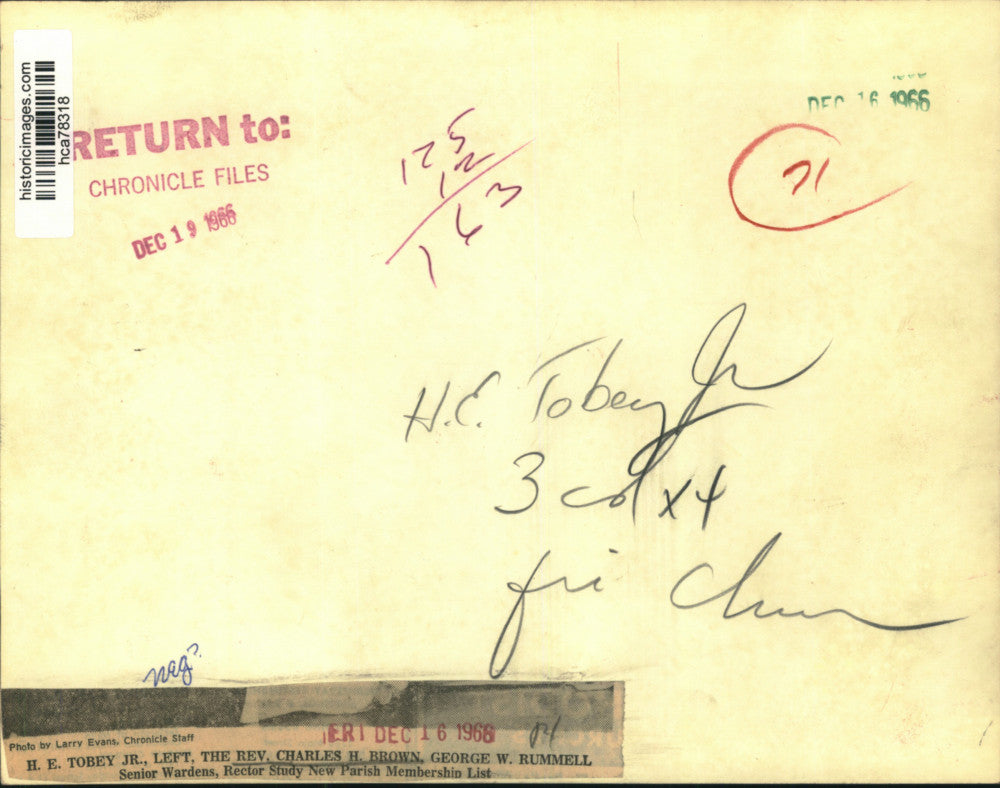 historicimages.com
hca78318
RETURN to:
CHRONICLE FILES
DEC 19 1966
DEC 16 1966
71
H.E. Tobey Jr
3 col x 4
fri
neg?
FRI DEC 16 1966
Photo by Larry Evans, Chronicle Staff
H. E. TOBEY JR., LEFT, THE REV. CHARLES H. BROWN, GEORGE W. RUMMELL
Senior Wardens, Rector Study New Parish Membership List